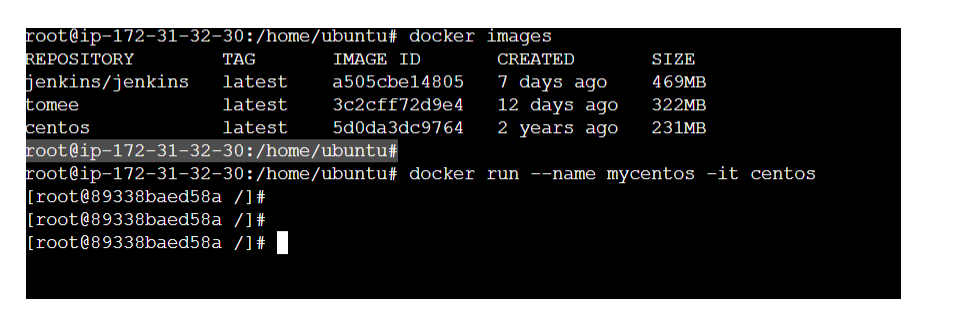 root@ip-172-31-32-30:/home/ubuntu# docker images
REPOSITORY TAG IMAGE ID CREATED SIZE
jenkins/jenkins latest a505cbe14805 7 days ago 469MB
tomee latest 3c2cff72d9e4 12 days ago 322MB
centos latest 5d0da3dc9764 2 years ago 231MB
root@ip-172-31-32-30:/home/ubuntu#
root@ip-172-31-32-30:/home/ubuntu# docker run --name mycentos -it centos
[root@89338baed58a /]#
[root@89338baed58a /]#
[root@89338baed58a /]#